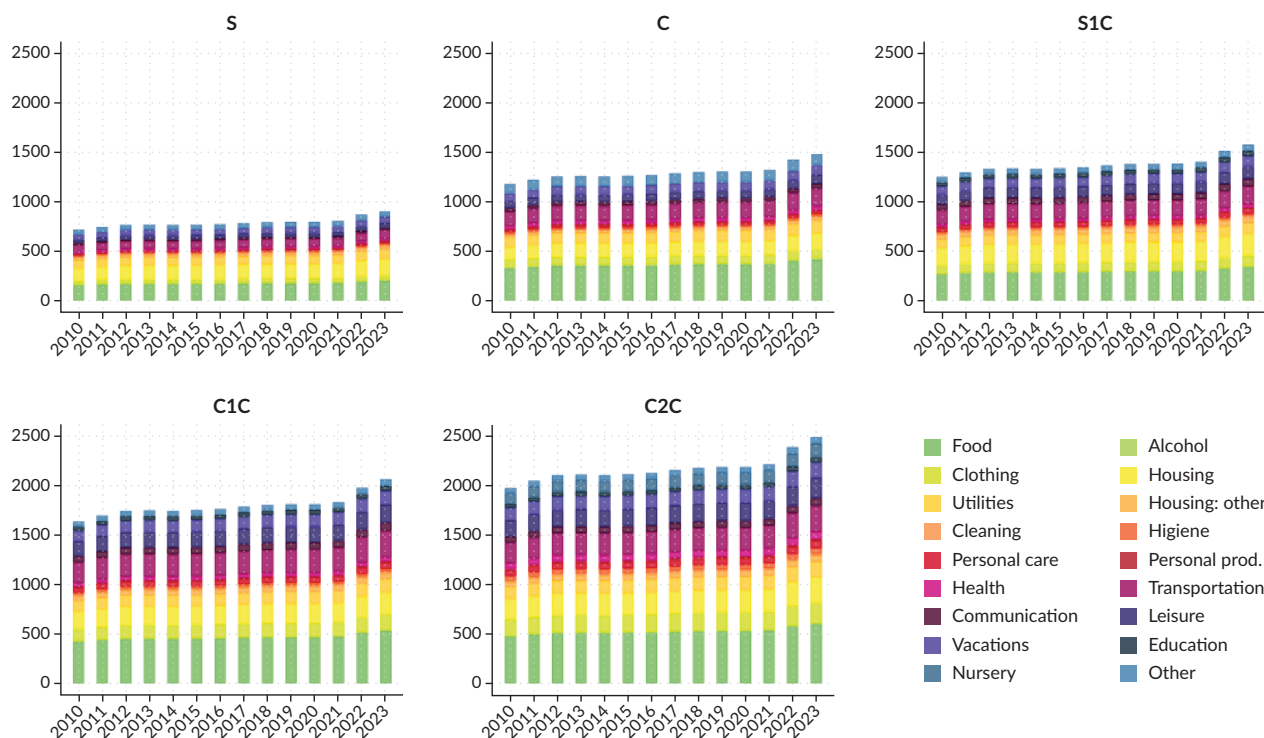 S
C
S1C
2500
2000
1500
1000
500
0
2010 2011 2012 2013 2014 2015 2016 2017 2018 2019 2020 2021 2022 2023
2500
2000
1500
1000
500
0
2010 2011 2012 2013 2014 2015 2016 2017 2018 2019 2020 2021 2022 2023
2500
2000
1500
1000
500
0
2010 2011 2012 2013 2014 2015 2016 2017 2018 2019 2020 2021 2022 2023
C1C
C2C
2500
2000
1500
1000
500
0
2010 2011 2012 2013 2014 2015 2016 2017 2018 2019 2020 2021 2022 2023
2500
2000
1500
1000
500
0
2010 2011 2012 2013 2014 2015 2016 2017 2018 2019 2020 2021 2022 2023
Food Alcohol
Clothing Housing
Utilities Housing: other
Cleaning Higiene
Personal care Personal prod.
Health Transportation
Communication Leisure
Vacations Education
Nursery Other